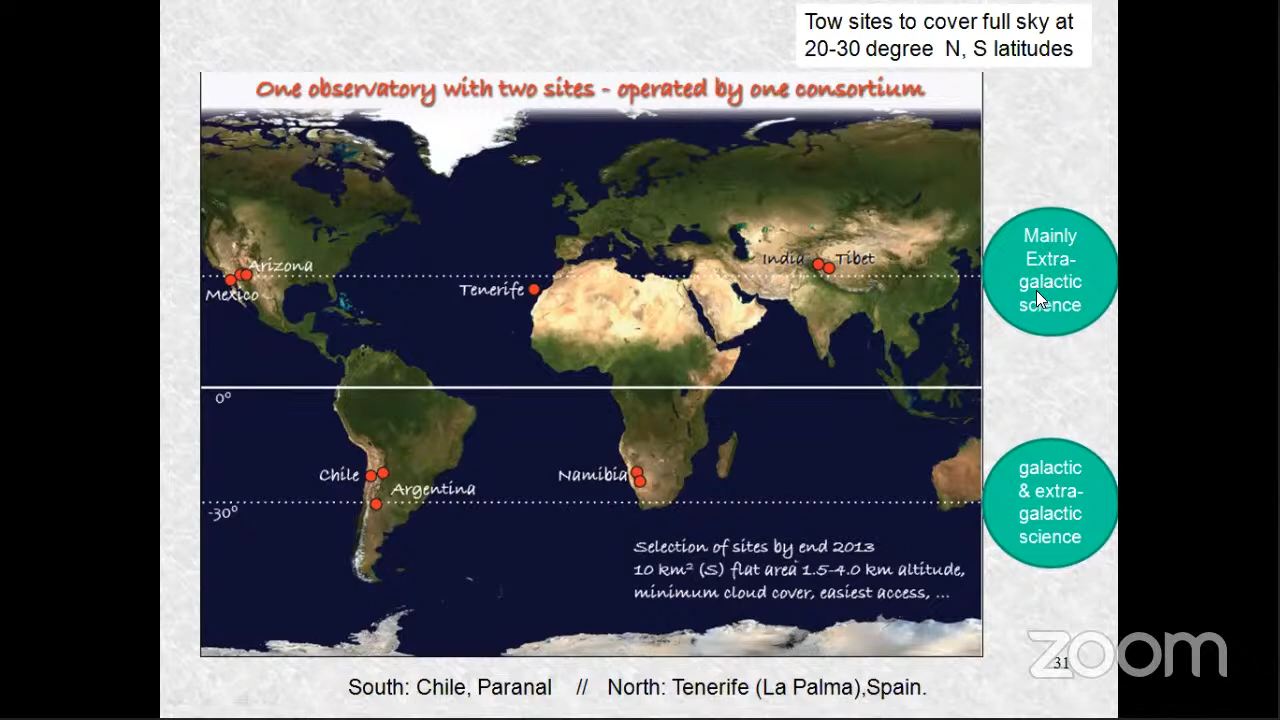 Tow sites to cover full sky at
20-30 degree N, S latitudes
One observatory with two sites - operated by one consortium
Arizona
Mexico
Tenerife
India
Tibet
Mainly
Extra-
galactic
science
0°
Chile
Argentina
Namibia
-30°
galactic
& extra-
galactic
science
Selection of sites by end 2013
10 km² (S) flat area 1.5-4.0 km altitude,
minimum cloud cover, easiest access, ...
zoom
31
South: Chile, Paranal // North: Tenerife (La Palma),Spain.